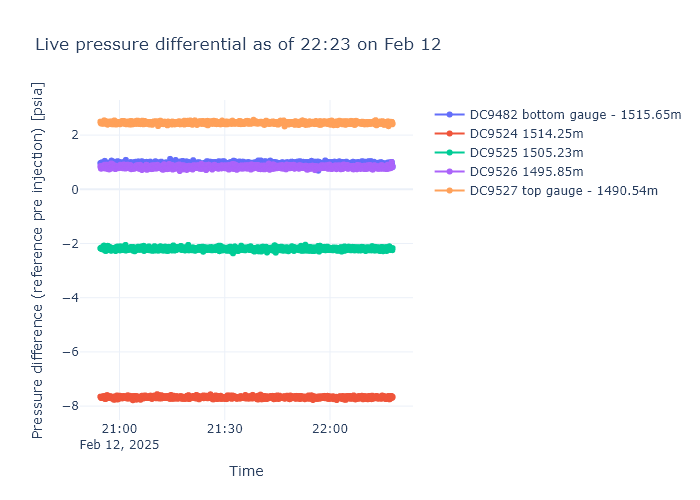 Live pressure differential as of 22:23 on Feb 12
Pressure difference (reference pre injection) [psia]
2
0
−2
−4
−6
−8
21:00
Feb 12, 2025
21:30
22:00
Time
DC9482 bottom gauge - 1515.65m
DC9524 1514.25m
DC9525 1505.23m
DC9526 1495.85m
DC9527 top gauge - 1490.54m